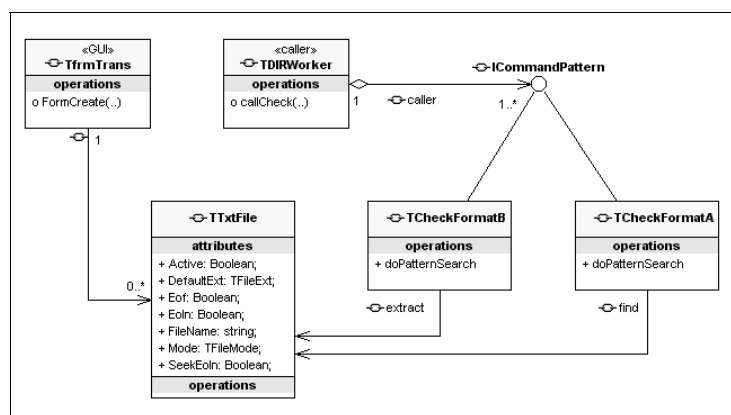 «GUI»
TfrmTrans
operations
o FormCreate(..)
«caller»
TDIRWorker
operations
o callCheck(..)
ICommandPattern
1
caller
1..*
1
TTxtFile
attributes
+ Active: Boolean;
+ DefaultExt: TFileExt;
+ Eof: Boolean;
+ Eoln: Boolean;
+ FileName: string;
+ Mode: TFileMode;
+ SeekEoln: Boolean;
operations
0..*
TCheckFormatB
operations
+ doPatternSearch
TCheckFormatA
operations
+ doPatternSearch
extract
find